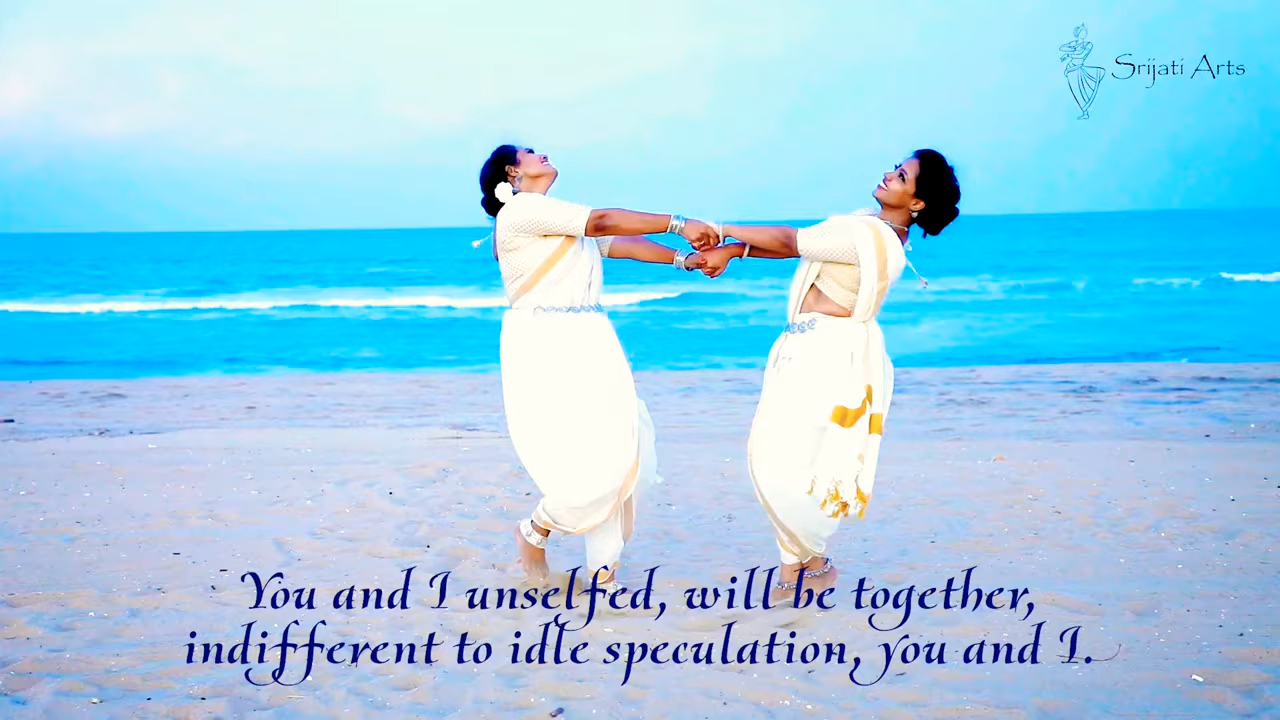 Srijati Arts
You and I unselfed, will be together,
indifferent to idle speculation, you and I.